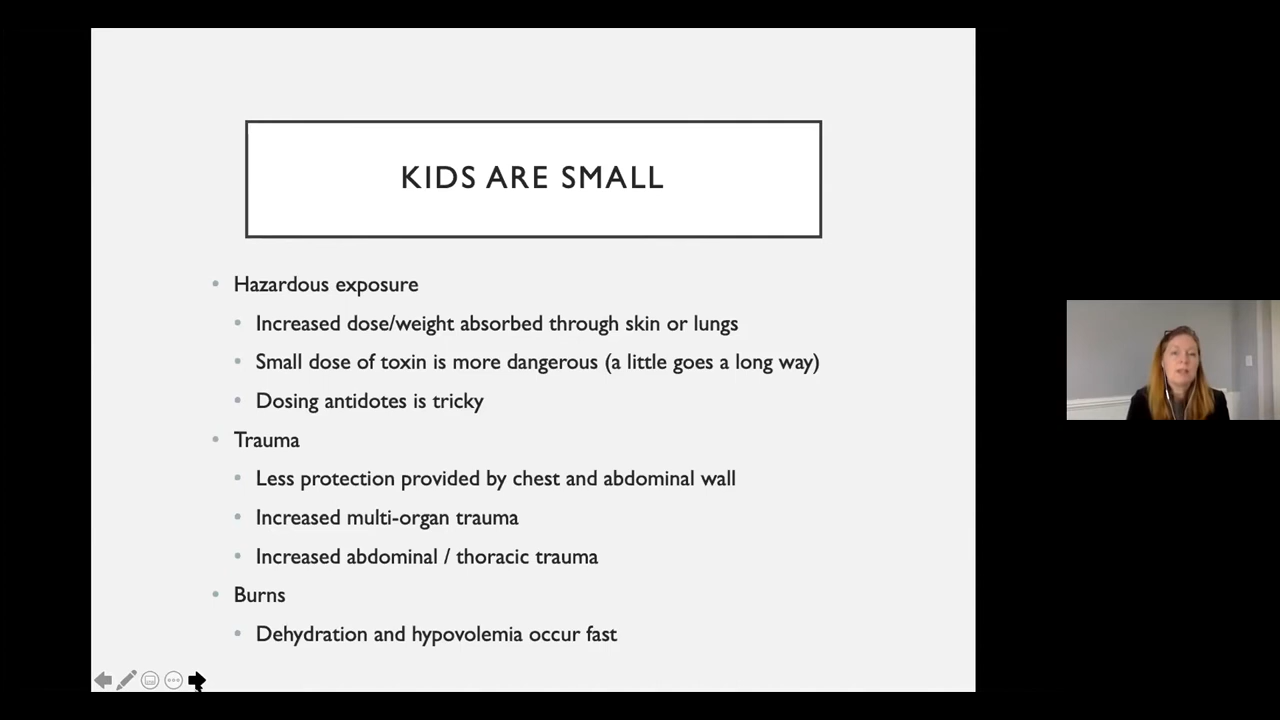 KIDS ARE SMALL
Hazardous exposure
Increased dose/weight absorbed through skin or lungs
Small dose of toxin is more dangerous (a little goes a long way)
Dosing antidotes is tricky
Trauma
Less protection provided by chest and abdominal wall
Increased multi-organ trauma
Increased abdominal / thoracic trauma
Burns
Dehydration and hypovolemia occur fast